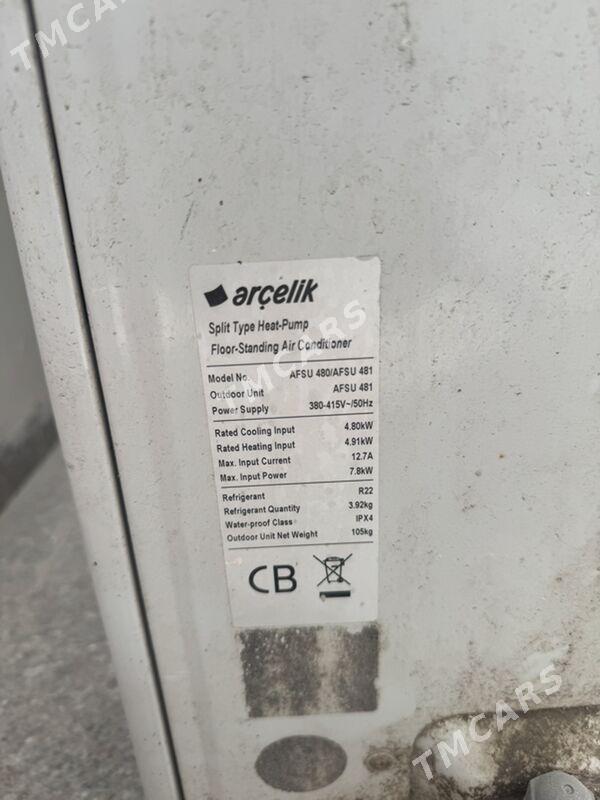 TMCARS
arçelik
Split Type Heat-Pump
Floor-Standing Air Conditioner
Model No. AFSU 480/AFSU 481
Outdoor Unit AFSU 481
Power Supply 380-415V~/50Hz
Rated Cooling Input 4.80kW
Rated Heating Input 4.91kW
Max. Input Current 12.7A
Max. Input Power 7.8kW
Refrigerant R22
Refrigerant Quantity 3.92kg
Water-proof Class IPX4
Outdoor Unit Net Weight 105kg
CB
TMCARS
TMCARS